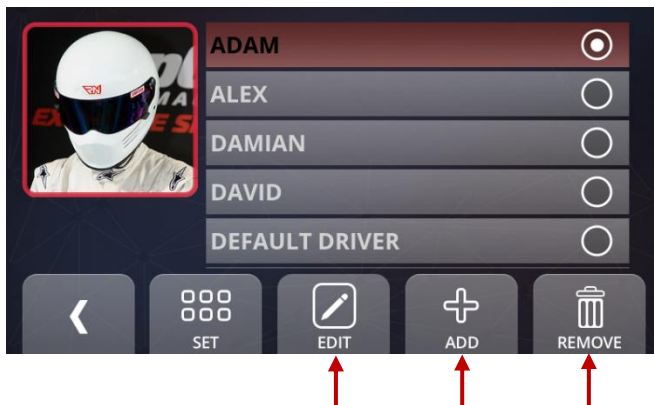 ADAM
ALEX
DAMIAN
DAVID
DEFAULT DRIVER
SET
EDIT
ADD
REMOVE